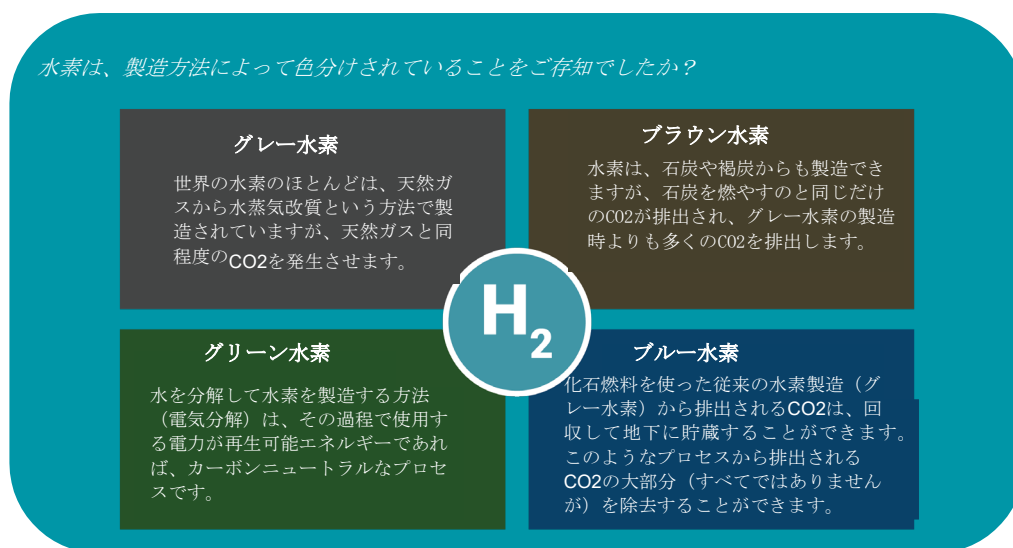 水素は、製造方法によって色分けされていることをご存知でしたか？
グレー水素
世界の水素のほとんどは、天然ガ
スから水蒸気改質という方法で製
造されていますが、天然ガスと同
程度のCO2を発生させます。
ブラウン水素
水素は、石炭や褐炭からも製造でき
ますが、石炭を燃やすのと同じだけ
のCO2が排出され、グレー水素の製造
時よりも多くのCO2を排出します。
H2
グリーン水素
水を分解して水素を製造する方法
（電気分解）は、その過程で使用す
る電力が再生可能エネルギーであれ
ば、カーボンニュートラルなプロセ
スです。
ブルー水素
化石燃料を使った従来の水素製造（グ
レー水素）から排出されるCO2は、回
収して地下に貯蔵することができます。
このようなプロセスから排出される
CO2の大部分（すべてではありません
が）を除去することができます。